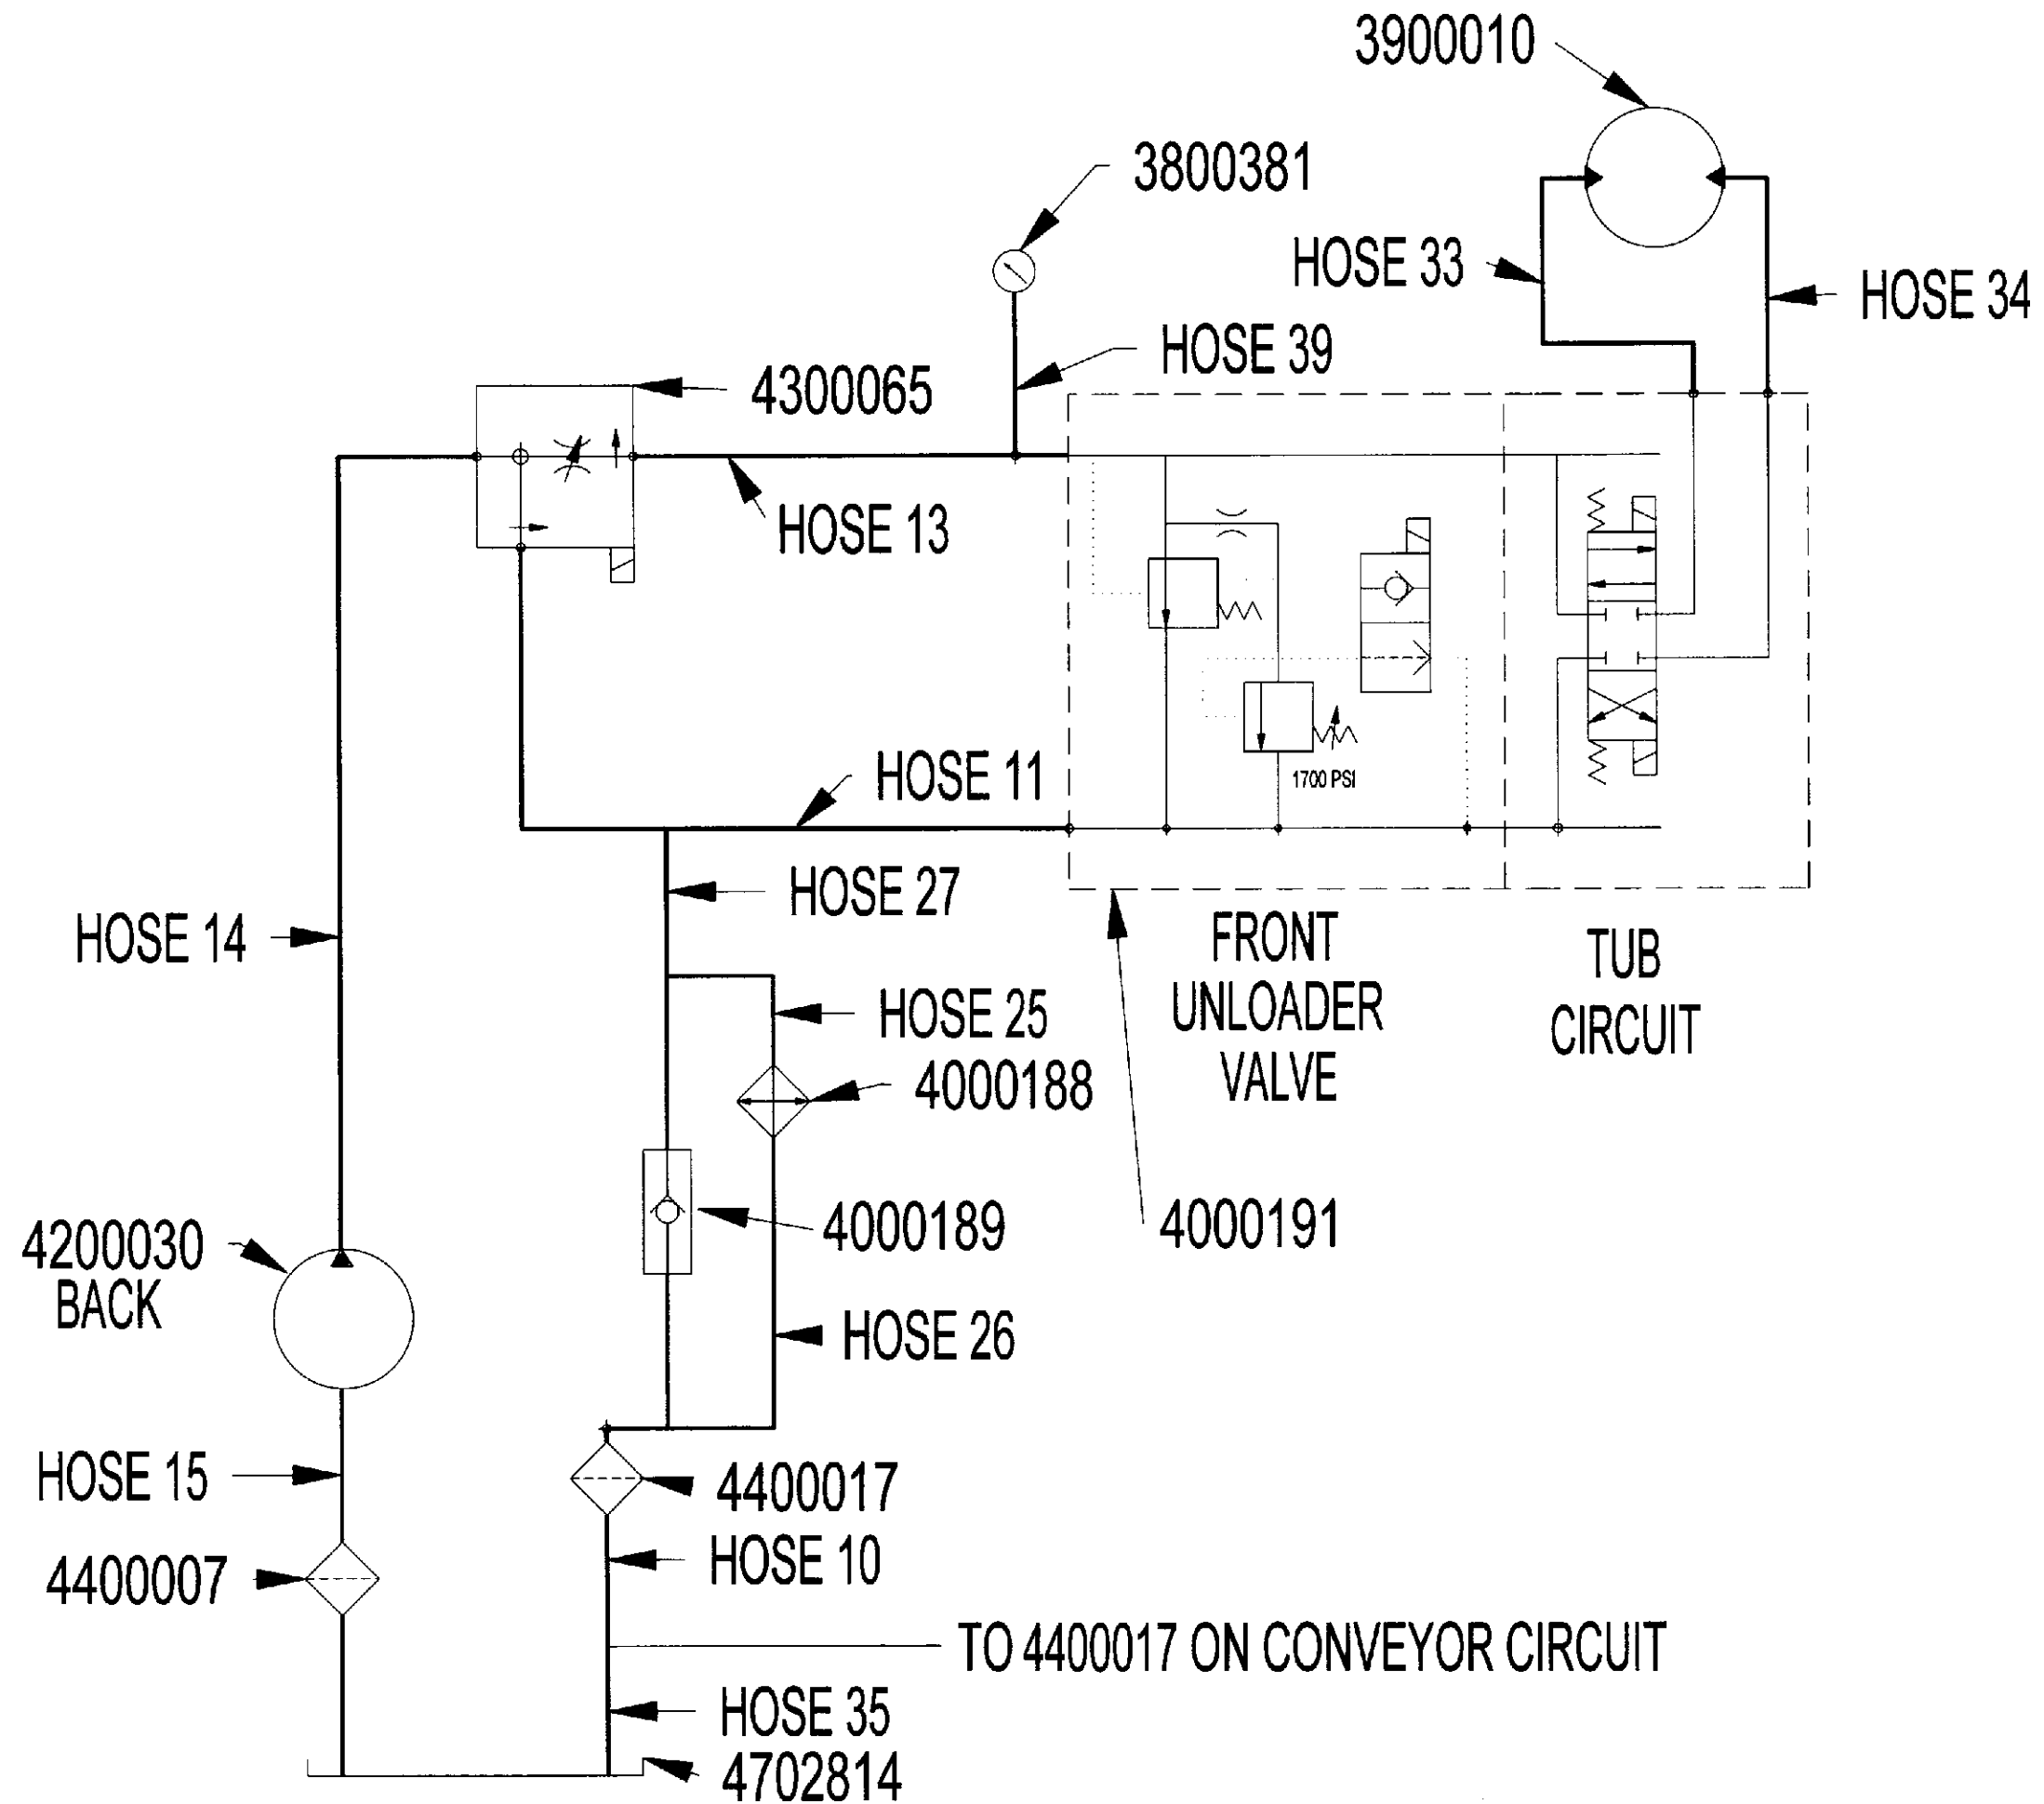 3900010
3800381
HOSE 33
HOSE 34
HOSE 39
4300065
HOSE 13
HOSE 11
1700 PSI
HOSE 27
HOSE 14
FRONT
UNLOADER
VALVE
TUB
CIRCUIT
HOSE 25
4000188
4000189
4000191
4200030
BACK
HOSE 26
HOSE 15
4400017
HOSE 10
4400007
TO 4400017 ON CONVEYOR CIRCUIT
HOSE 35
4702814